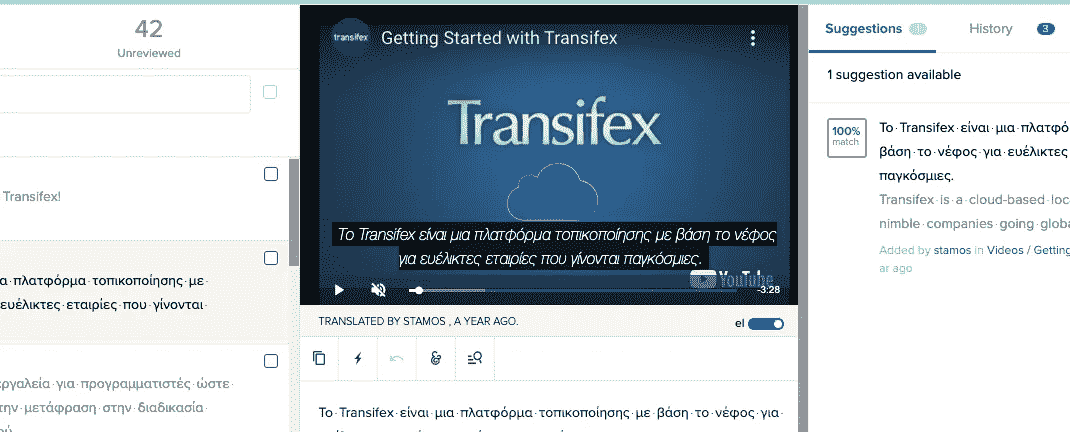 42
Unreviewed
Transifex!
α· πλατφόρμα· τοπικοποίησης· με·
ευέλικτες· εταιρίες· που· γίνονται·
εργαλεία· για· προγραμματιστές· ώστε·
την· μετάφραση· στην· διαδικασία·
ού
transifex
Getting Started with Transifex
Transifex
Το Transifex είναι μια πλατφόρμα τοπικοποίησης με βάση το νέφος
για ευέλικτες εταιρίες που γίνονται παγκόσμιες.
YouTube
-3:28
TRANSLATED BY STAMOS , A YEAR AGO.
el
Το· Transifex· είναι· μια· πλατφόρμα· τοπικοποίησης· με· βάση· το· νέφος· για·
Suggestions
History
3
1 suggestion available
100%
match
Το· Transifex· είναι· μια· πλατφό
βάση· το· νέφος· για· ευέλικτες
παγκόσμιες.
Transifex· is· a· cloud-based· loc
nimble· companies· going· globa
Added by stamos in Videos / Getting
ar ago